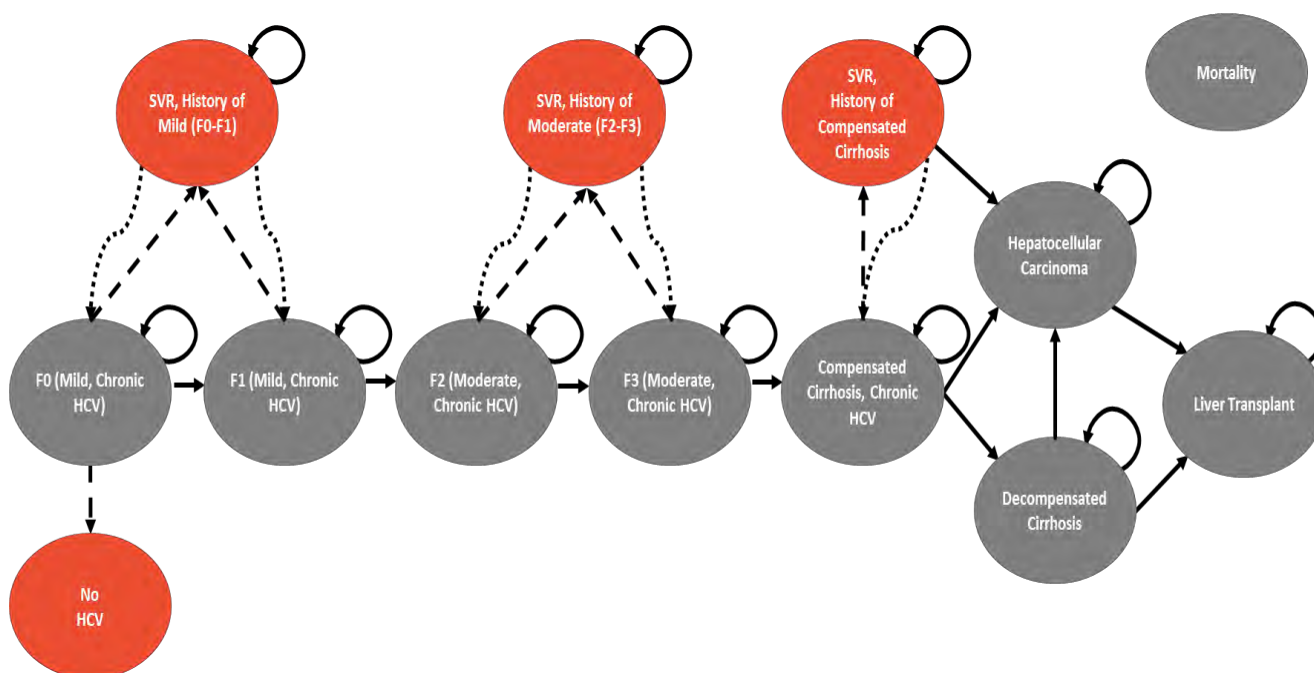 SVR, History of
Mild (F0-F1)
SVR, History of
Moderate (F2-F3)
SVR,
History of
Compensated
Cirrhosis
Mortality
Hepatocellular
Carcinoma
F0 (Mild, Chronic
HCV)
F1 (Mild, Chronic
HCV)
F2 (Moderate,
Chronic HCV)
F3 (Moderate,
Chronic HCV)
Compensated
Cirrhosis, Chronic
HCV
Liver Transplant
Decompensated
Cirrhosis
No
HCV